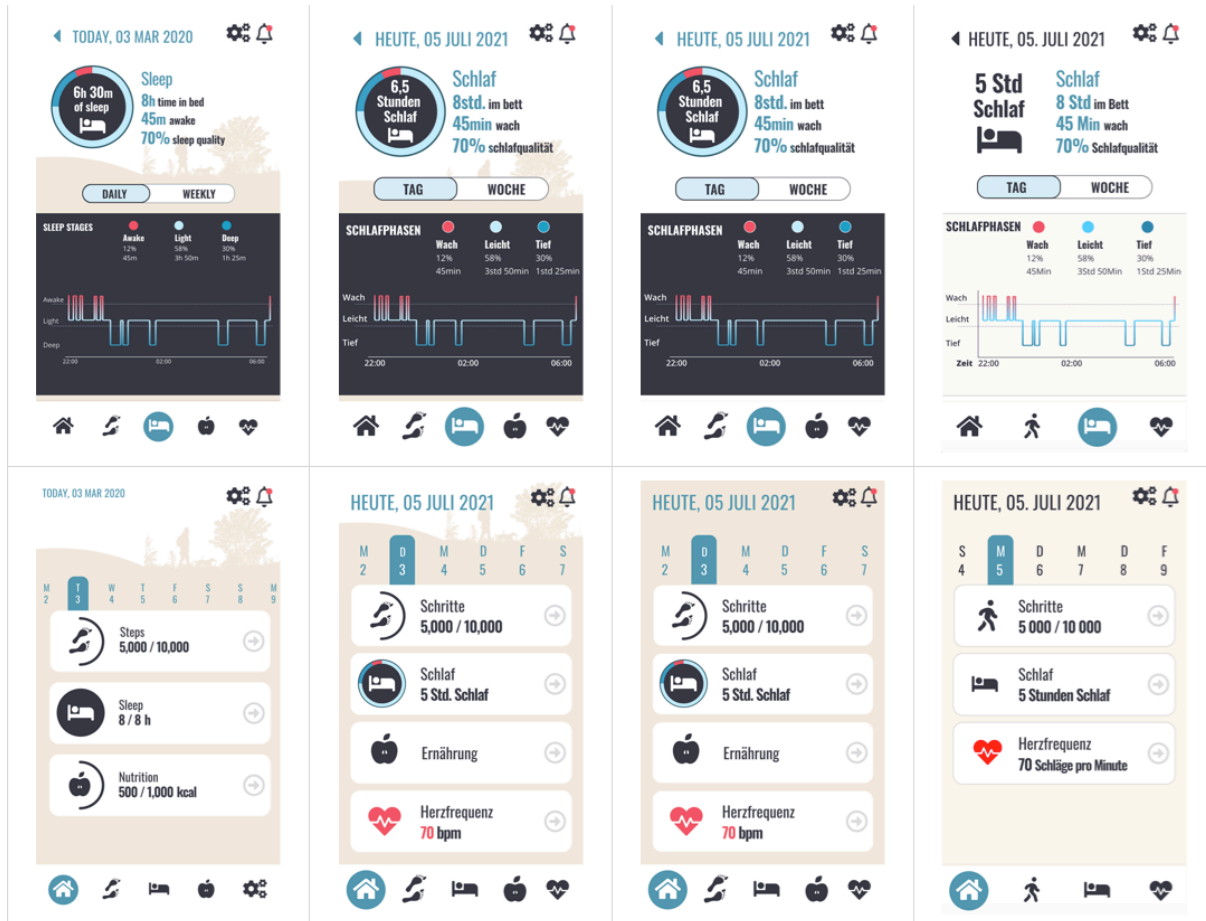 TODAY, 03 MAR 2020
6h 30m
of sleep
Sleep
8h time in bed
45m awake
70% sleep quality
DAILY WEEKLY
SLEEP STAGES
Awake Light Deep
12% 58% 30%
45m 3h 50m 1h 25m
Awake
Light
Deep
22:00 02:00 06:00
HEUTE, 05 JULI 2021
6,5
Stunden
Schlaf
Schlaf
8std. im bett
45min wach
70% schlafqualität
TAG WOCHE
SCHLAFPHASEN
Wach Leicht Tief
12% 58% 30%
45min 3std 50min 1std 25min
Wach
Leicht
Tief
22:00 02:00 06:00
HEUTE, 05 JULI 2021
6,5
Stunden
Schlaf
Schlaf
8std. im bett
45min wach
70% schlafqualität
TAG WOCHE
SCHLAFPHASEN
Wach Leicht Tief
12% 58% 30%
45min 3std 50min 1std 25min
Wach
Leicht
Tief
22:00 02:00 06:00
HEUTE, 05. JULI 2021
5 Std
Schlaf
Schlaf
8 Std im Bett
45 Min wach
70% Schlafqualität
TAG WOCHE
SCHLAFPHASEN
Wach Leicht Tief
12% 58% 30%
45Min 3Std 50Min 1Std 25Min
Wach
Leicht
Tief
Zeit 22:00 02:00 06:00
TODAY, 03 MAR 2020
M T W T F S S M
2 3 4 5 6 7 8 9
Steps
5,000 / 10,000
Sleep
8 / 8 h
Nutrition
500 / 1,000 kcal
HEUTE, 05 JULI 2021
M D M D F S
2 3 4 5 6 7
Schritte
5,000 / 10,000
Schlaf
5 Std. Schlaf
Ernährung
Herzfrequenz
70 bpm
HEUTE, 05 JULI 2021
M D M D F S
2 3 4 5 6 7
Schritte
5,000 / 10,000
Schlaf
5 Std. Schlaf
Ernährung
Herzfrequenz
70 bpm
HEUTE, 05. JULI 2021
S M D M D F
4 5 6 7 8 9
Schritte
5 000 / 10 000
Schlaf
5 Stunden Schlaf
Herzfrequenz
70 Schläge pro Minute